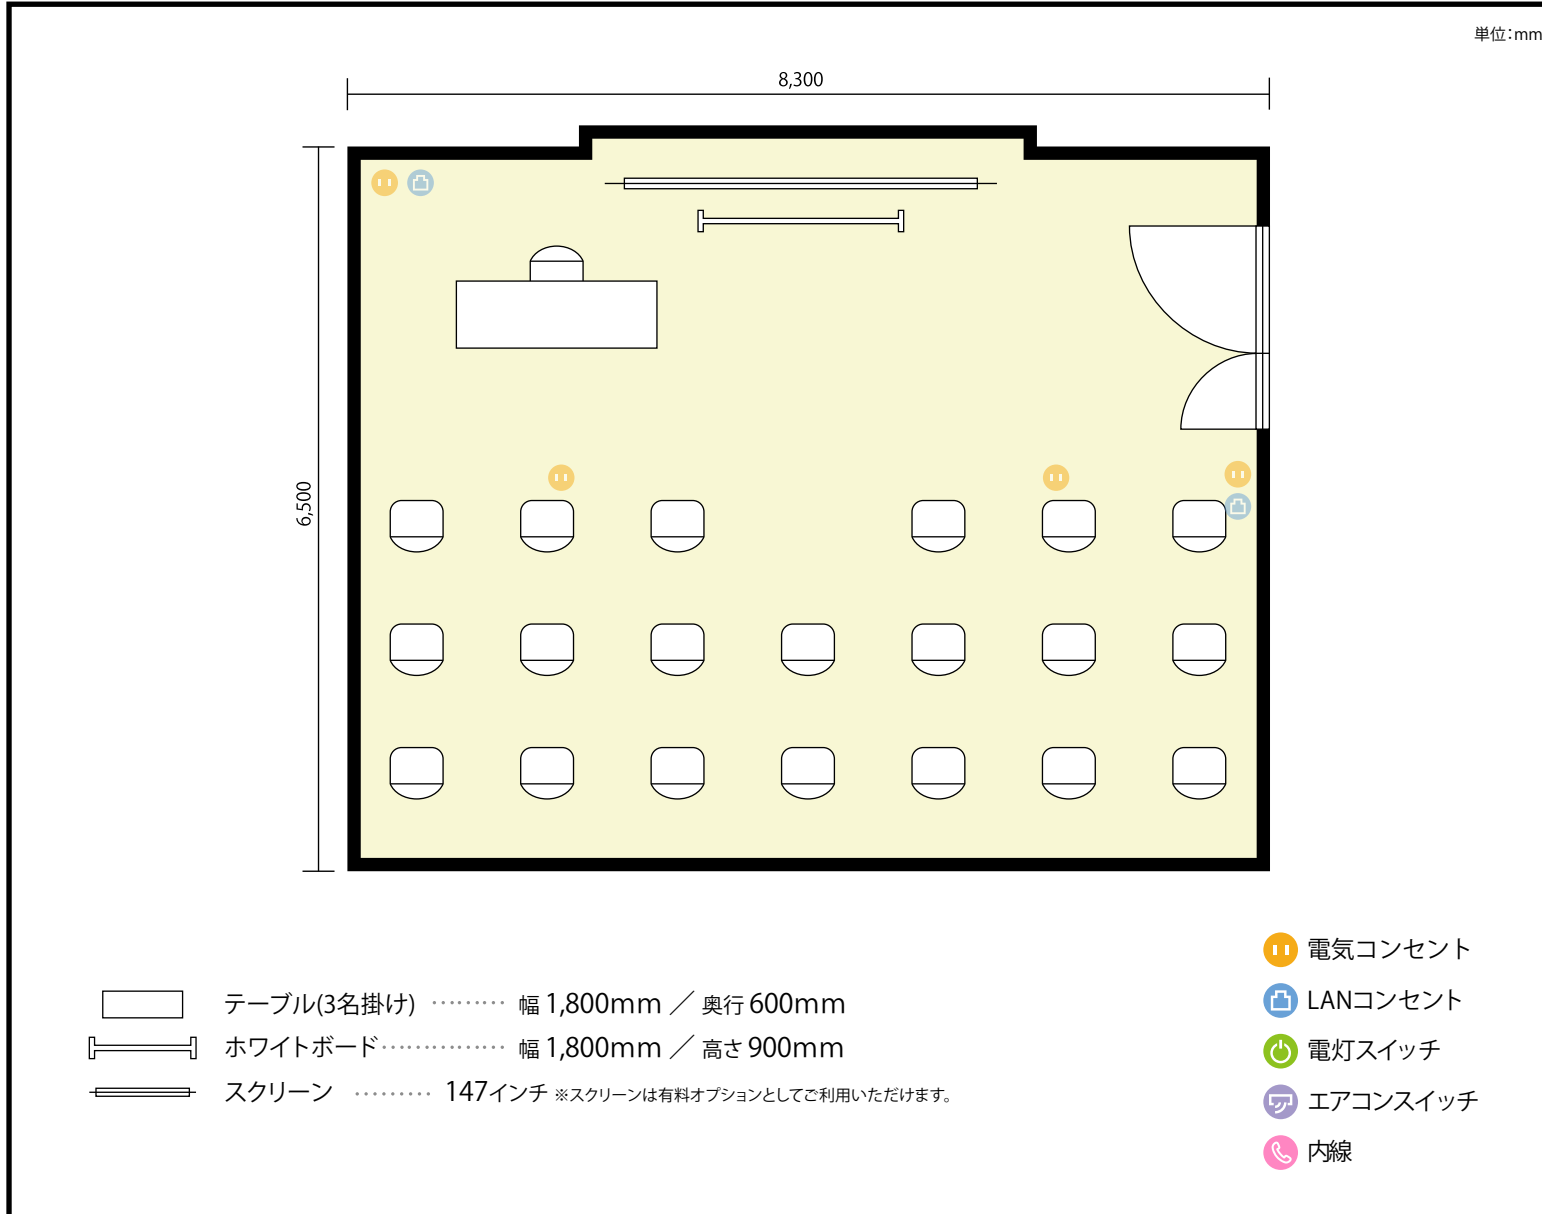 単位：mm
8,300
6,500
テーブル(3名掛け) ········· 幅 1,800mm ／ 奥行 600mm
ホワイトボード ··············· 幅 1,800mm ／ 高さ 900mm
スクリーン ········· 147インチ ※スクリーンは有料オプションとしてご利用いただけます。
電気コンセント
LANコンセント
電灯スイッチ
エアコンスイッチ
内線